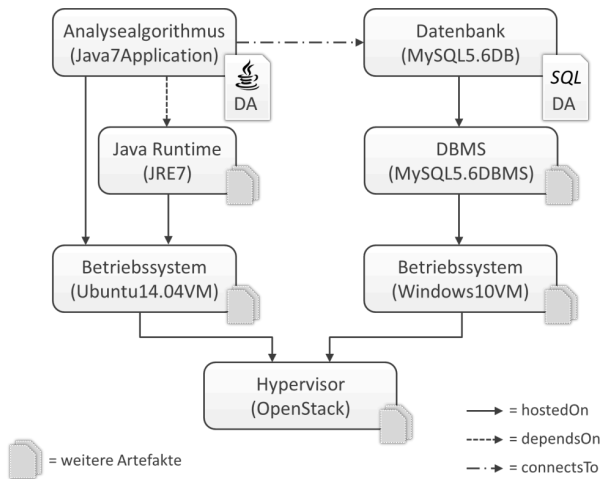 Analysealgorithmus
(Java7Application)
DA
Datenbank
(MySQL5.6DB)
SQL
DA
Java Runtime
(JRE7)
DBMS
(MySQL5.6DBMS)
Betriebssystem
(Ubuntu14.04VM)
Betriebssystem
(Windows10VM)
Hypervisor
(OpenStack)
= hostedOn
= dependsOn
= connectsTo
= weitere Artefakte